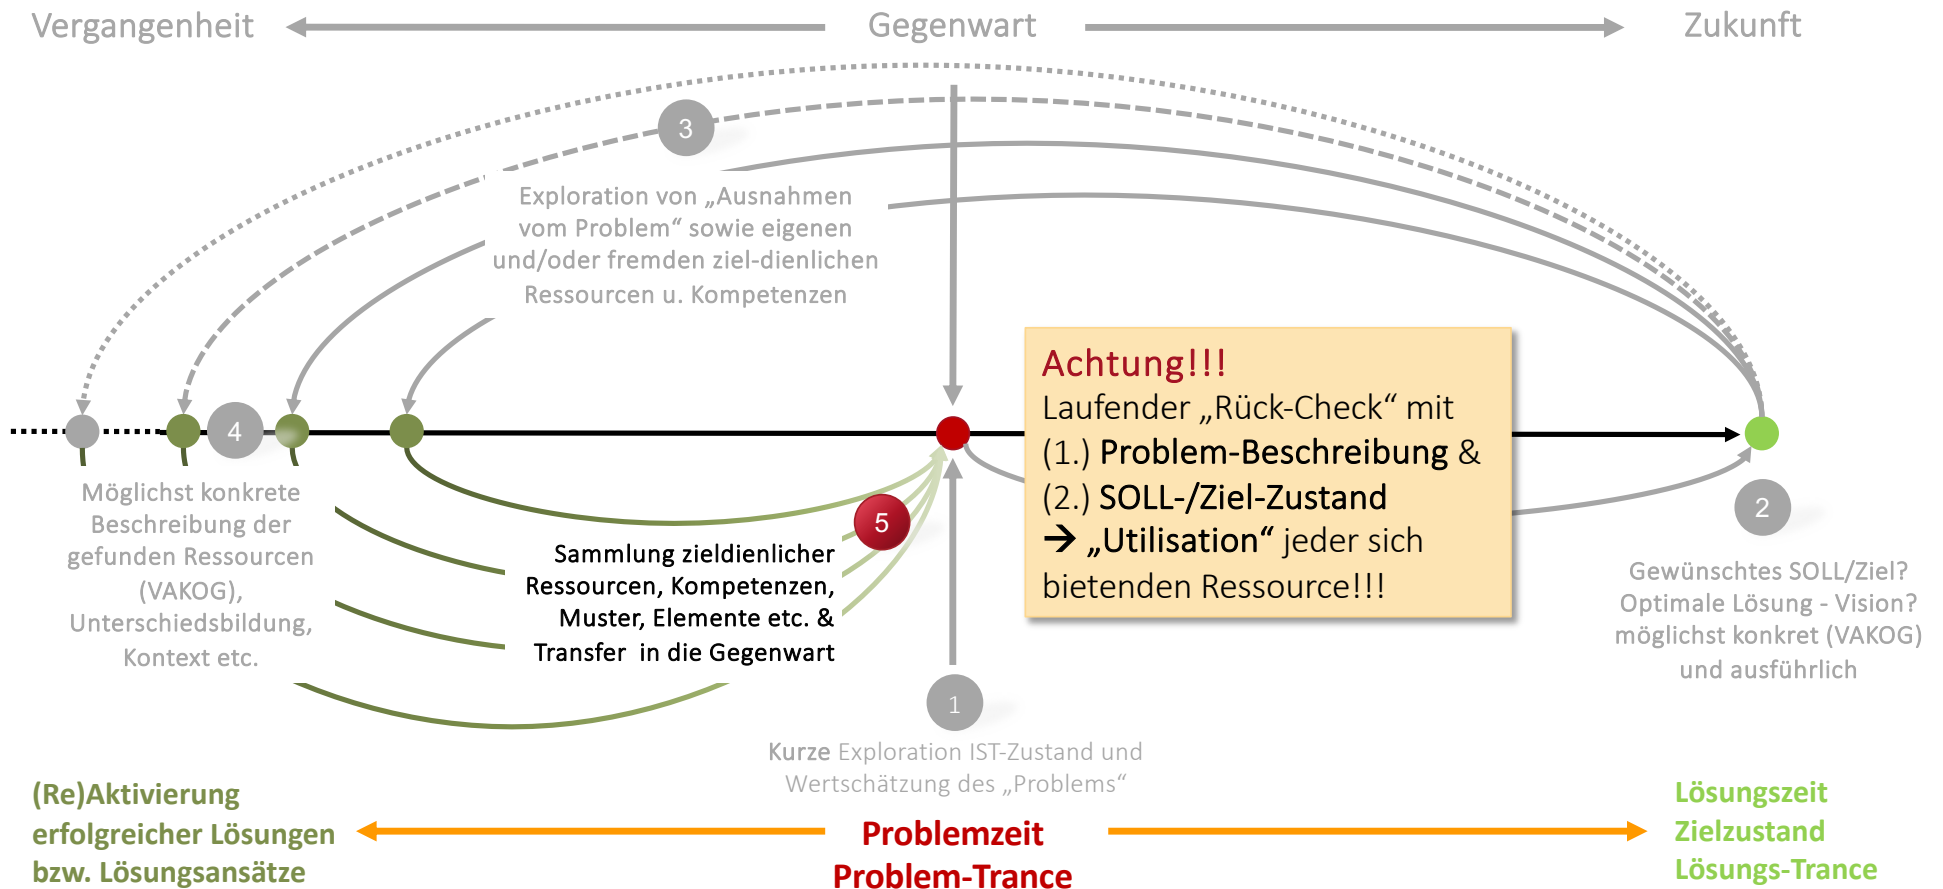 Vergangenheit
Gegenwart
Zukunft
3
Exploration von „Ausnahmen
vom Problem“ sowie eigenen
und/oder fremden ziel-dienlichen
Ressourcen u. Kompetenzen
Achtung!!!
Laufender „Rück-Check“ mit
(1.) Problem-Beschreibung &
(2.) SOLL-/Ziel-Zustand
→ „Utilisation“ jeder sich
bietenden Ressource!!!
4
Möglichst konkrete
Beschreibung der
gefunden Ressourcen
(VAKOG),
Unterschiedsbildung,
Kontext etc.
5
Sammlung zieldienlicher
Ressourcen, Kompetenzen,
Muster, Elemente etc. &
Transfer in die Gegenwart
2
Gewünschtes SOLL/Ziel?
Optimale Lösung - Vision?
möglichst konkret (VAKOG)
und ausführlich
1
Kurze Exploration IST-Zustand und
Wertschätzung des „Problems“
(Re)Aktivierung
erfolgreicher Lösungen
bzw. Lösungsansätze
Problemzeit
Problem-Trance
Lösungszeit
Zielzustand
Lösungs-Trance